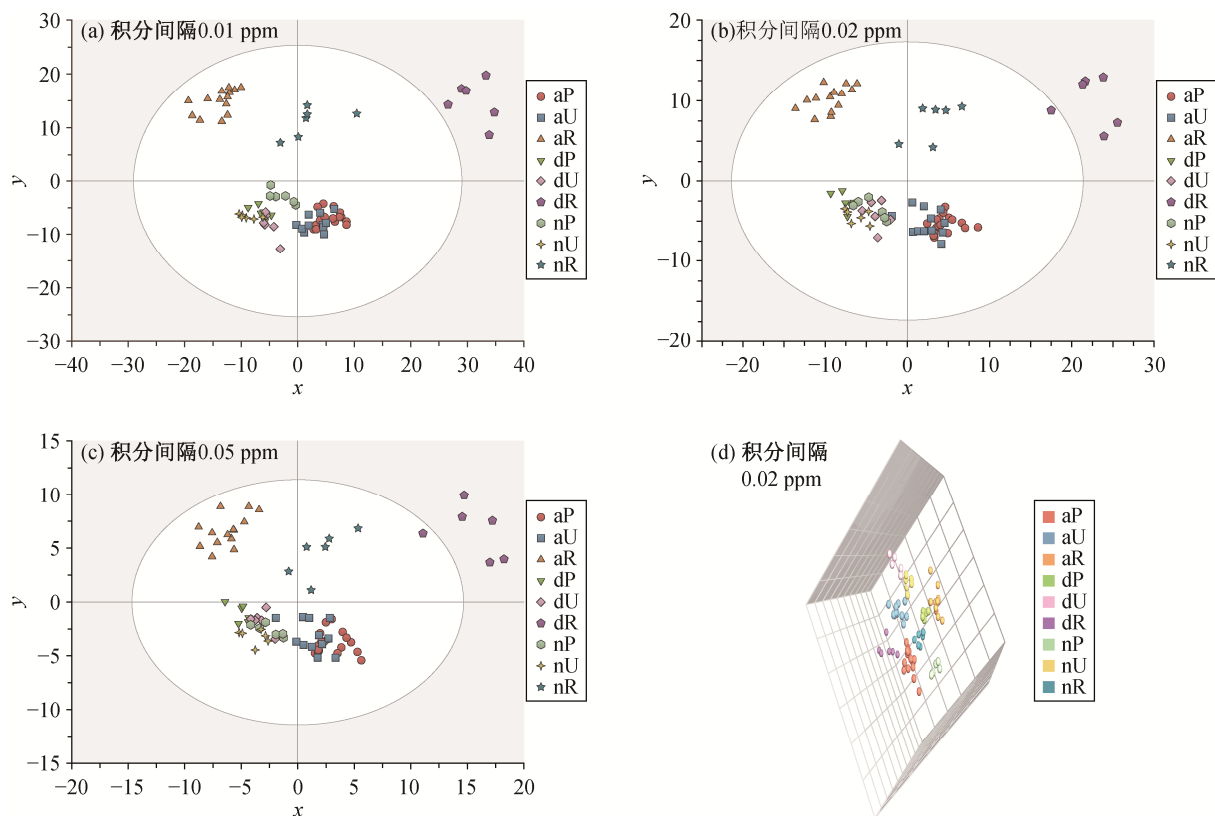 (a) 积分间隔0.01 ppm
30
20
10
0
−10
−20
−30
y
−40
−30
−20
−10
0
10
20
30
40
x
aP
aU
aR
dP
dU
dR
nP
nU
nR
(b)积分间隔0.02 ppm
20
10
0
−10
−20
y
−20
−10
0
10
20
30
x
aP
aU
aR
dP
dU
dR
nP
nU
nR
(c) 积分间隔0.05 ppm
15
10
5
0
−5
−10
−15
y
−20
−15
−10
−5
0
5
10
15
20
x
aP
aU
aR
dP
dU
dR
nP
nU
nR
(d) 积分间隔
0.02 ppm
aP
aU
aR
dP
dU
dR
nP
nU
nR